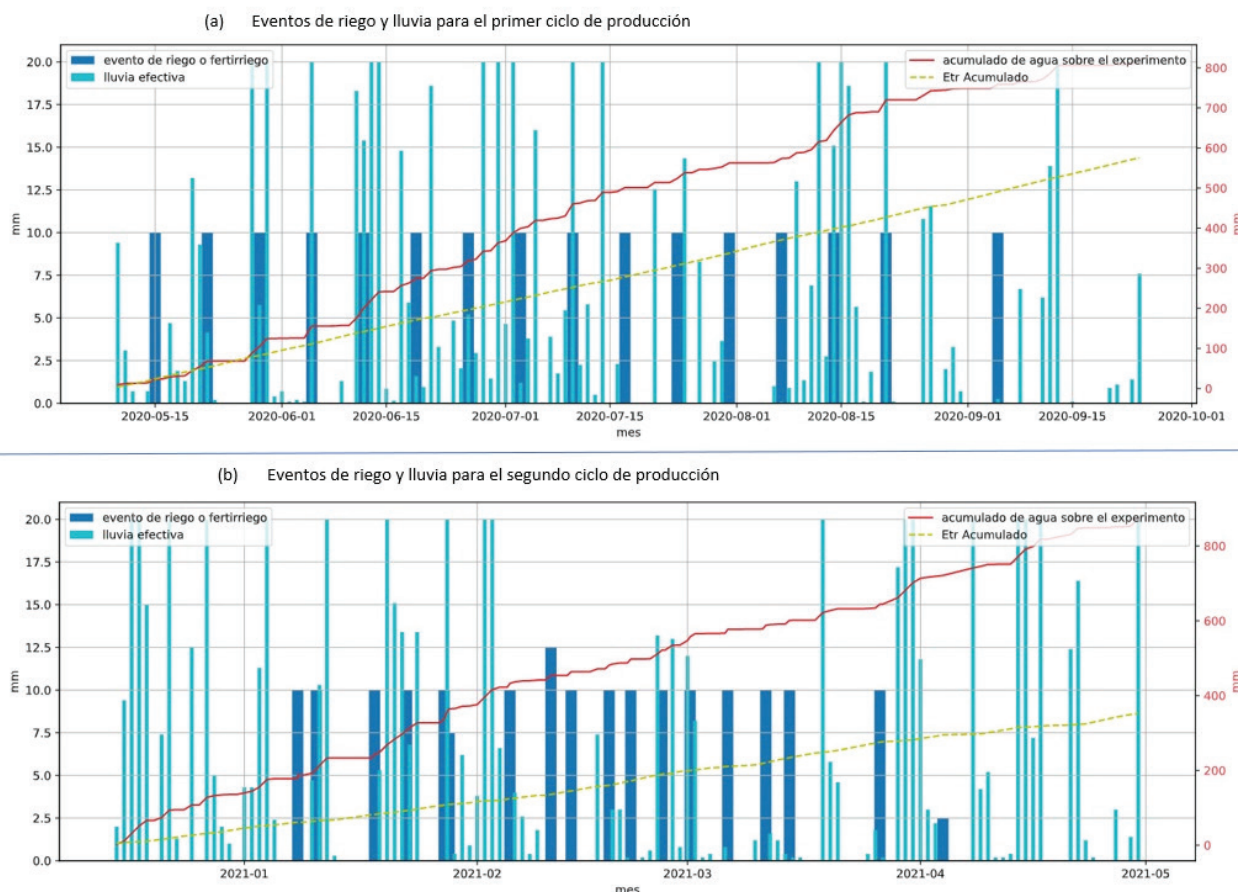 (a) Eventos de riego y lluvia para el primer ciclo de producción
20.0
17.5
15.0
12.5
10.0
7.5
5.0
2.5
0.0
mm
evento de riego o fertirriego
lluvia efectiva
acumulado de agua sobre el experimento
Etr Acumulado
800
700
600
500
400
300
200
100
0
mm
2020-05-15 2020-06-01 2020-06-15 2020-07-01 2020-07-15 2020-08-01 2020-08-15 2020-09-01 2020-09-15 2020-10-01
mes
(b) Eventos de riego y lluvia para el segundo ciclo de producción
20.0
17.5
15.0
12.5
10.0
7.5
5.0
2.5
0.0
mm
evento de riego o fertirriego
lluvia efectiva
acumulado de agua sobre el experimento
Etr Acumulado
800
600
400
200
0
mm
2021-01 2021-02 2021-03 2021-04 2021-05
mes